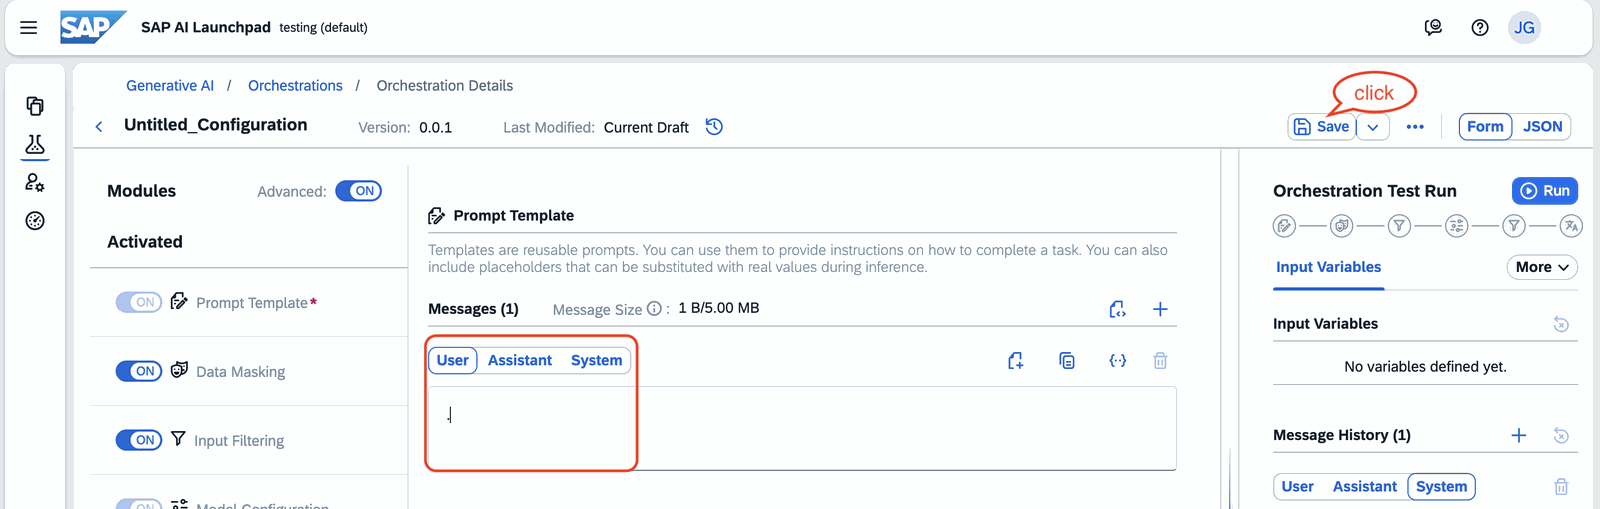 SAP SAP AI Launchpad testing (default) JG
Generative AI / Orchestrations / Orchestration Details
click
Untitled_Configuration Version: 0.0.1 Last Modified: Current Draft Save Form JSON
Modules Advanced: ON
Activated
ON Prompt Template*
ON Data Masking
ON Input Filtering
ON Model Configuration
Prompt Template
Templates are reusable prompts. You can use them to provide instructions on how to complete a task. You can also
include placeholders that can be substituted with real values during inference.
Messages (1) Message Size : 1 B/5.00 MB
User Assistant System
.
Orchestration Test Run Run
Input Variables More
Input Variables
No variables defined yet.
Message History (1)
User Assistant System